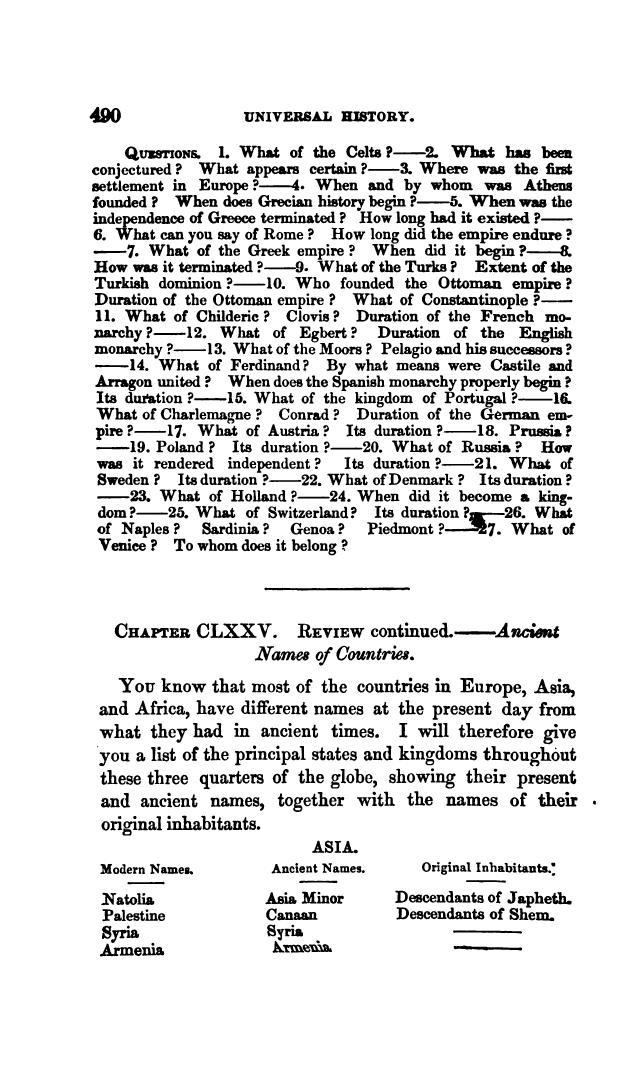 490 UNIVERSAL HISTORY.
QUESTIONS. 1. What of the Celts?——2. What has been
conjectured? What appears certain?——3. Where was the first
settlement in Europe?——4. When and by whom was Athens
founded? When does Grecian history begin?——5. When was the
independence of Greece terminated? How long had it existed?——
6. What can you say of Rome? How long did the empire endure?
——7. What of the Greek empire? When did it begin?——8.
How was it terminated?——9. What of the Turks? Extent of the
Turkish dominion?——10. Who founded the Ottoman empire?
Duration of the Ottoman empire? What of Constantinople?——
11. What of Childeric? Clovis? Duration of the French mo-
narchy?——12. What of Egbert? Duration of the English
monarchy?——13. What of the Moors? Pelagio and his successors?
——14. What of Ferdinand? By what means were Castile and
Arragon united? When does the Spanish monarchy properly begin?
Its duration?——15. What of the kingdom of Portugal?——16.
What of Charlemagne? Conrad? Duration of the German em-
pire?——17. What of Austria? Its duration?——18. Prussia?
——19. Poland? Its duration?——20. What of Russia? How
was it rendered independent? Its duration?——21. What of
Sweden? Its duration?——22. What of Denmark? Its duration?
——23. What of Holland?——24. When did it become a king-
dom?——25. What of Switzerland? Its duration?——26. What
of Naples? Sardinia? Genoa? Piedmont?——27. What of
Venice? To whom does it belong?
CHAPTER CLXXV. REVIEW continued.——Ancient
Names of Countries.
YOU know that most of the countries in Europe, Asia,
and Africa, have different names at the present day from
what they had in ancient times. I will therefore give
you a list of the principal states and kingdoms throughout
these three quarters of the globe, showing their present
and ancient names, together with the names of their
original inhabitants.
ASIA.
Modern Names. Ancient Names. Original Inhabitants.
Natolia Asia Minor Descendants of Japheth.
Palestine Canaan Descendants of Shem.
Syria Syria ———
Armenia Armenia ———